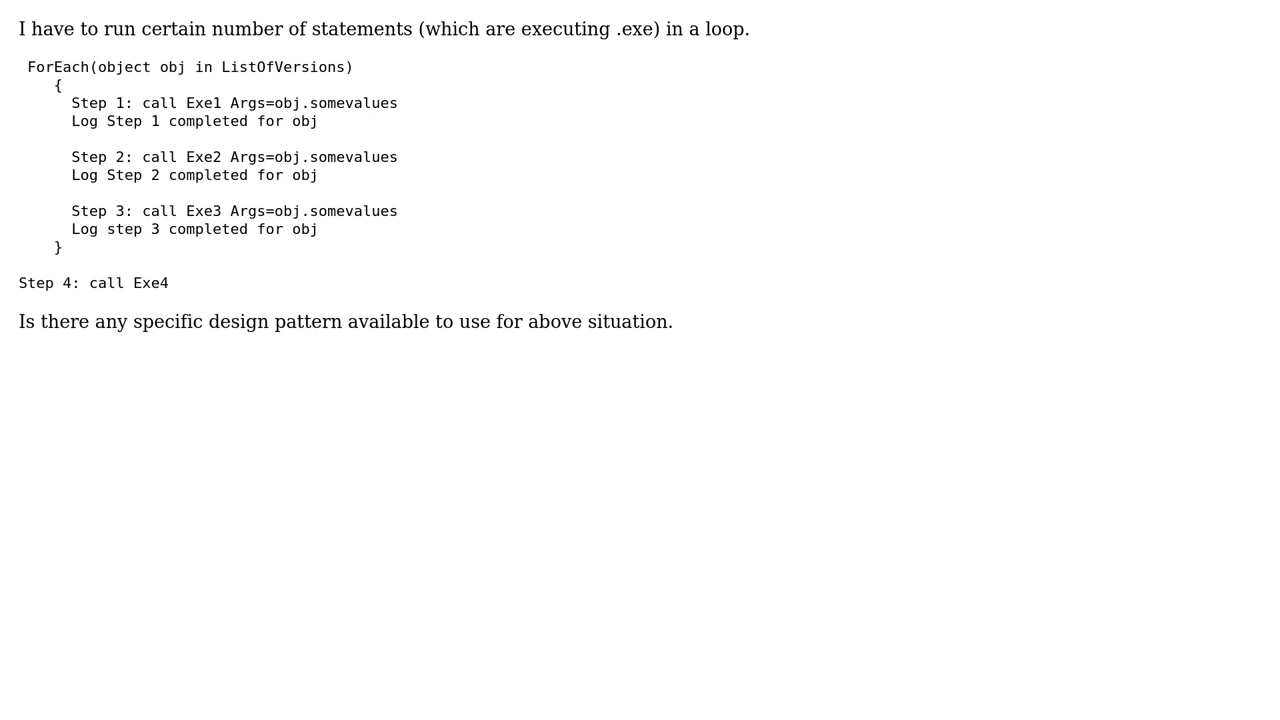 I have to run certain number of statements (which are executing .exe) in a loop.
ForEach(object obj in ListOfVersions)
{
Step 1: call Exe1 Args=obj.somevalues
Log Step 1 completed for obj
Step 2: call Exe2 Args=obj.somevalues
Log Step 2 completed for obj
Step 3: call Exe3 Args=obj.somevalues
Log step 3 completed for obj
}
Step 4: call Exe4
Is there any specific design pattern available to use for above situation.